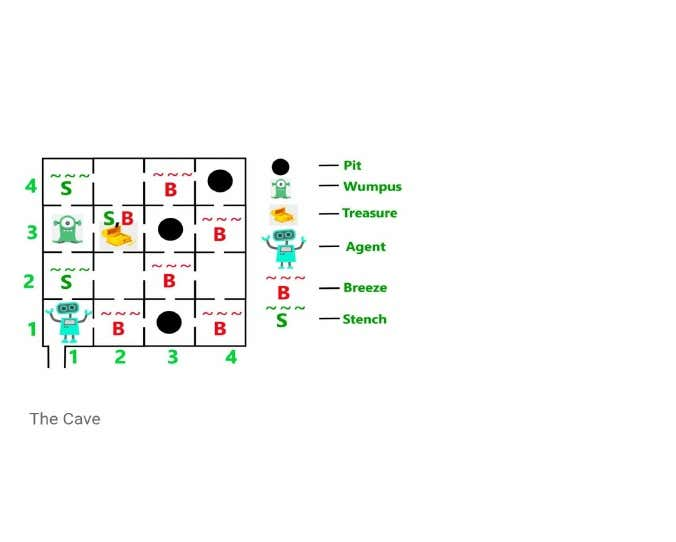 4 ~ ~ ~ S ~ ~ ~ B
3 S,B ~ ~ ~ B
2 ~ ~ ~ S ~ ~ ~ B
1 ~ ~ ~ B ~ ~ ~ B
1 2 3 4
Pit
Wumpus
Treasure
Agent
~ ~ ~ B Breeze
~ ~ ~ S Stench
The Cave